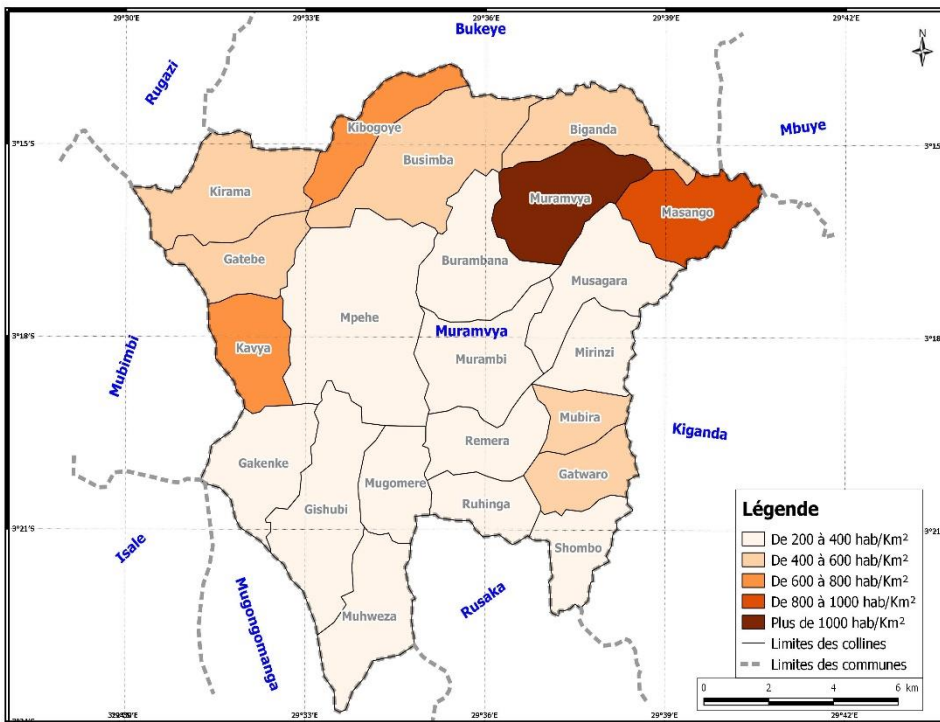 29°30'E
29°33'E
29°36'E
29°39'E
29°42'E
Bukeye
N
Rugazi
Kibogoye
Biganda
Mbuye
3°15'S
3°15'
Busimba
Kirama
Muramvya
Masango
Gatebe
Burambana
Musagara
Mpehe
Muramvya
3°18'S
3°18'
Kavya
Murambi
Mirinzi
Mubimbi
Mubira
Kiganda
Remera
Gakenke
Mugomere
Gatwaro
Gishubi
Ruhinga
3°21'S
3°21'
Isale
Shombo
Mugongomanga
Rusaka
Muhweza
Légende
De 200 à 400 hab/Km²
De 400 à 600 hab/Km²
De 600 à 800 hab/Km²
De 800 à 1000 hab/Km²
Plus de 1000 hab/Km²
Limites des collines
Limites des communes
0 2 4 6 km
29°33'E
29°36'E
29°39'E
29°42'E